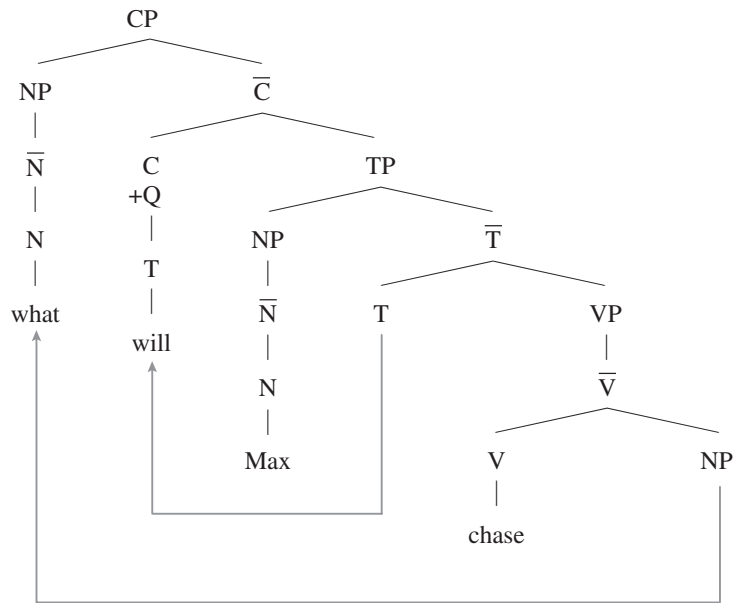 CP
NP C̅
C TP
N̅ +Q
NP T̅
N T
what N̅ T VP
will
N V̅
Max V NP
chase